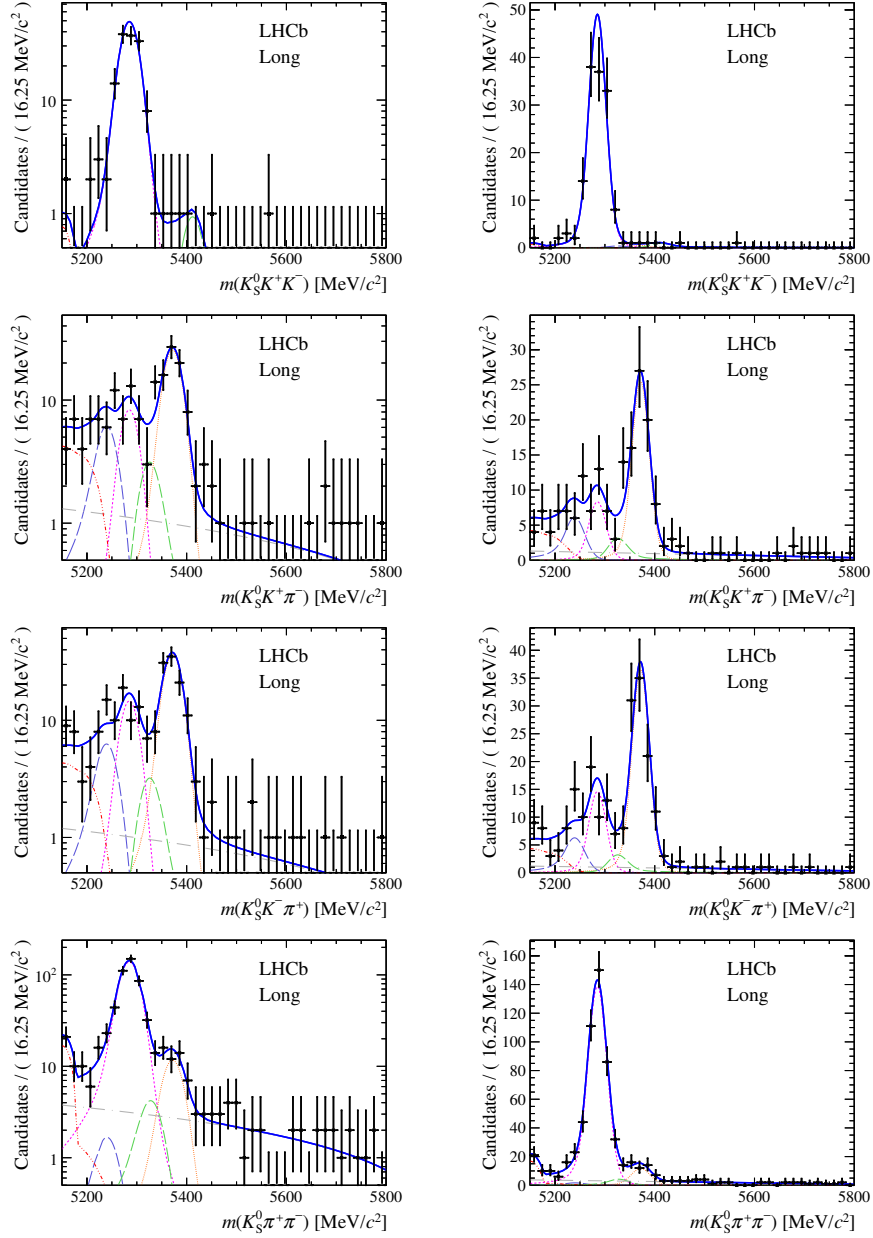 Candidates / ( 16.25 MeV/c² )
10
1
LHCb
Long
5200 5400 5600 5800
m(K⁰_S K⁺K⁻) [MeV/c²]
Candidates / ( 16.25 MeV/c² )
50
40
30
20
10
0
LHCb
Long
5200 5400 5600 5800
m(K⁰_S K⁺K⁻) [MeV/c²]
Candidates / ( 16.25 MeV/c² )
10
1
LHCb
Long
5200 5400 5600 5800
m(K⁰_S K⁺π⁻) [MeV/c²]
Candidates / ( 16.25 MeV/c² )
35
30
25
20
15
10
5
0
LHCb
Long
5200 5400 5600 5800
m(K⁰_S K⁺π⁻) [MeV/c²]
Candidates / ( 16.25 MeV/c² )
10
1
LHCb
Long
5200 5400 5600 5800
m(K⁰_S K⁻π⁺) [MeV/c²]
Candidates / ( 16.25 MeV/c² )
40
35
30
25
20
15
10
5
0
LHCb
Long
5200 5400 5600 5800
m(K⁰_S K⁻π⁺) [MeV/c²]
Candidates / ( 16.25 MeV/c² )
10²
10
1
LHCb
Long
5200 5400 5600 5800
m(K⁰_S π⁺π⁻) [MeV/c²]
Candidates / ( 16.25 MeV/c² )
160
140
120
100
80
60
40
20
0
LHCb
Long
5200 5400 5600 5800
m(K⁰_S π⁺π⁻) [MeV/c²]